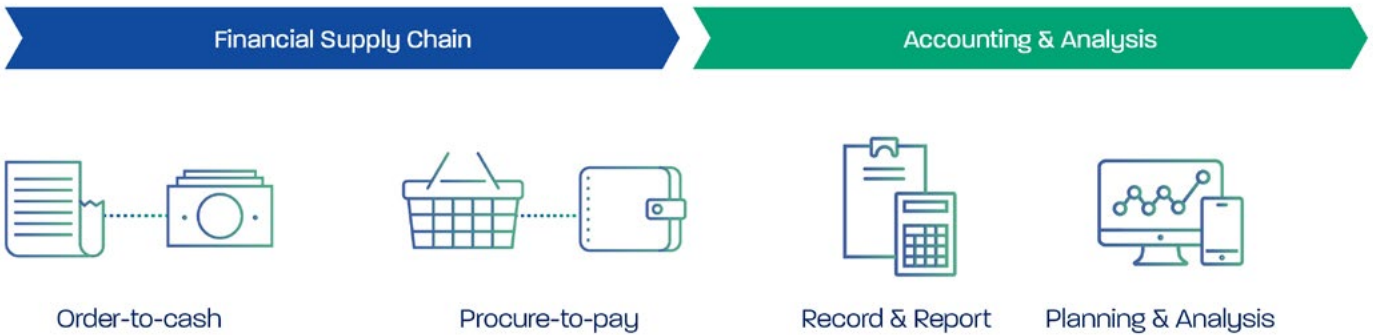 Financial Supply Chain
Accounting & Analysis
Order-to-cash
Procure-to-pay
Record & Report
Planning & Analysis